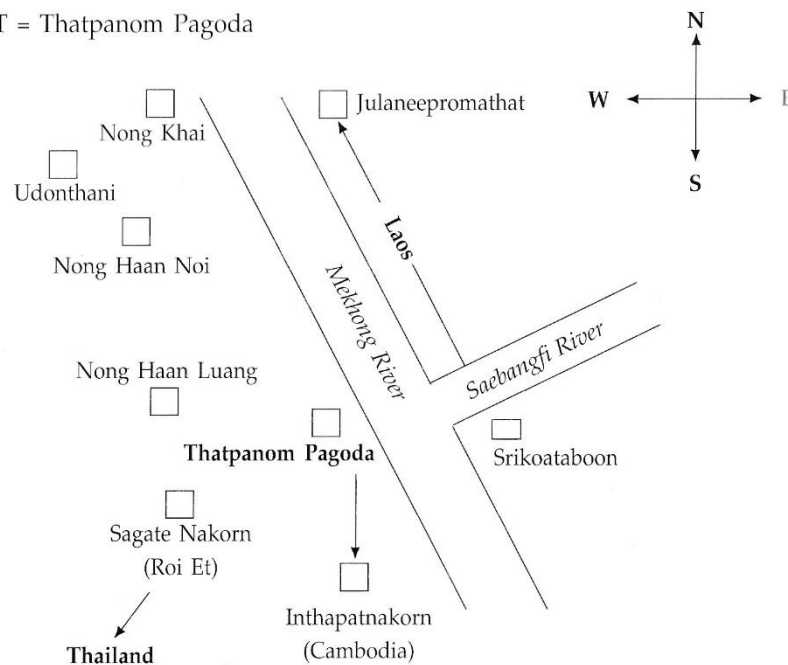 T = Thatpanom Pagoda
N
W
E
S
Julaneepromathat
Nong Khai
Udonthani
Laos
Nong Haan Noi
Mekhong River
Saebangfi River
Nong Haan Luang
Thatpanom Pagoda
Srikoataboon
Sagate Nakorn
(Roi Et)
Inthapatnakorn
(Cambodia)
Thailand